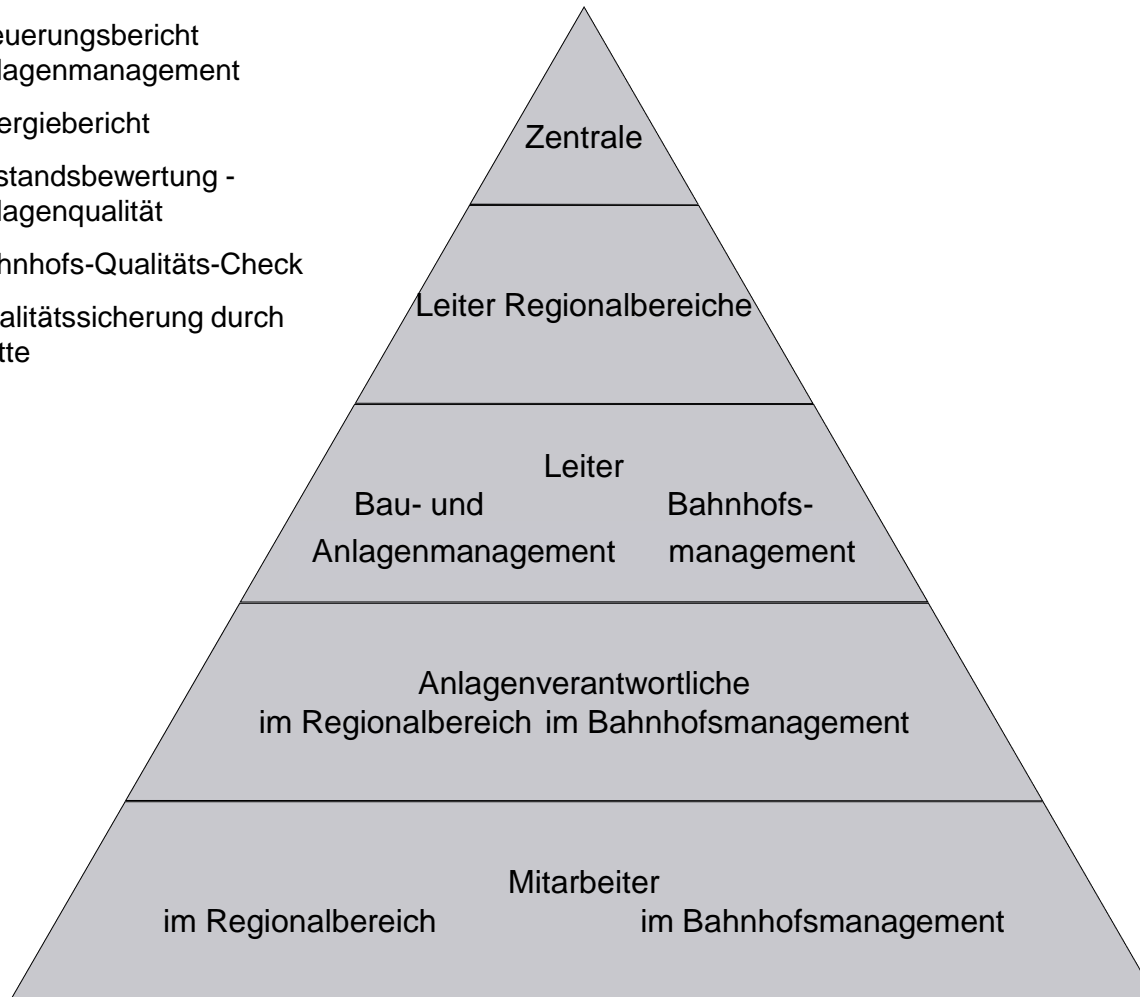 euerungsbericht
lagenmanagement
ergiebericht
standsbewertung -
lagenqualität
hnhofs-Qualitäts-Check
alitätssicherung durch
tte
Zentrale
Leiter Regionalbereiche
Leiter
Bau- und Bahnhofs-
Anlagenmanagement management
Anlagenverantwortliche
im Regionalbereich im Bahnhofsmanagement
Mitarbeiter
im Regionalbereich im Bahnhofsmanagement